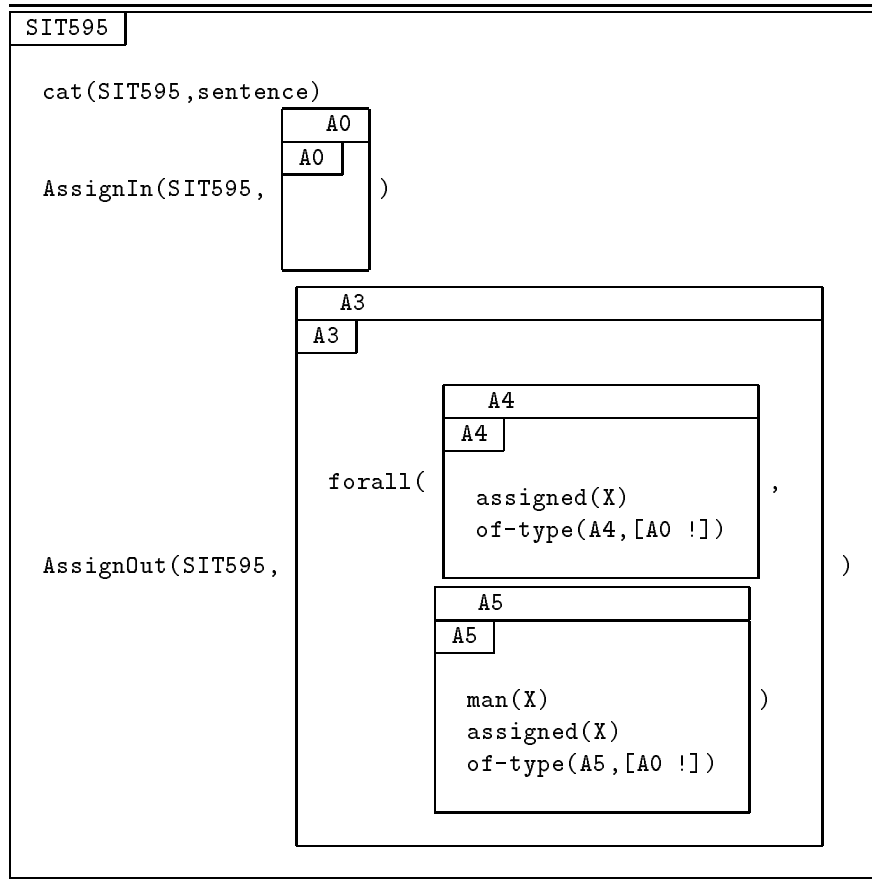 SIT595
cat(SIT595,sentence)
A0
A0
AssignIn(SIT595, )
A3
A3
A4
A4
forall( ,
assigned(X)
of-type(A4,[A0 !])
AssignOut(SIT595, )
A5
A5
man(X) )
assigned(X)
of-type(A5,[A0 !])